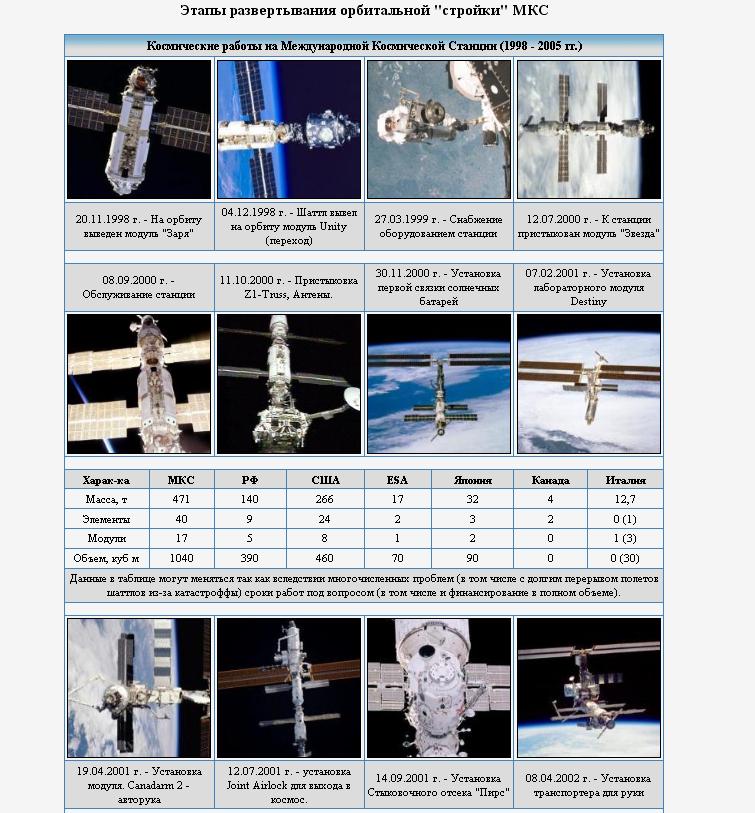 Этапы развертывания орбитальной "стройки" МКС
Космические работы на Международной Космической Станции (1998 - 2005 гг.)
20.11.1998 г. - На орбиту
выведен модуль "Заря"
04.12.1998 г. - Шаттл вывел
на орбиту модуль Unity
(переход)
27.03.1999 г. - Снабжение
оборудованием станции
12.07.2000 г. - К станции
пристыкован модуль "Звезда"
08.09.2000 г. -
Обслуживание станции
11.10.2000 г. - Пристыковка
Z1-Truss, Антены.
30.11.2000 г. - Установка
первой связки солнечных
батарей
07.02.2001 г. - Установка
лабораторного модуля
Destiny
Харак-ка МКС РФ США ESA Япония Канада Италия
Масса, т 471 140 266 17 32 4 12,7
Элементы 40 9 24 2 3 2 0 (1)
Модули 17 5 8 1 2 0 1 (3)
Объем, куб м 1040 390 460 70 90 0 0 (30)
Данные в таблице могут меняться так как вследствии многочисленных проблем (в том числе с долгим перерывом полетов
шаттлов из-за катастроффы) сроки работ под вопросом (в том числе и финансирование в полном объеме).
19.04.2001 г. - Установка
модуля. Canadarm 2 -
авторука
12.07.2001 г. - установка
Joint Airlock для выхода в
космос.
14.09.2001 г. - Установка
Стыковочного отсека "Пирс"
08.04.2002 г. - Установка
транспортера для руки